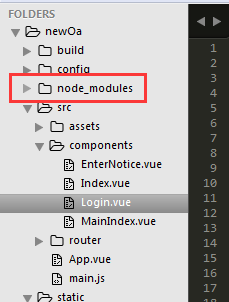 FOLDERS
newOa
build
config
node_modules
src
assets
components
EnterNotice.vue
Index.vue
Login.vue
MainIndex.vue
router
App.vue
main.js
static
1
2
3
4
5
6
7
8
9
10
11
12
13
14
15
16
17